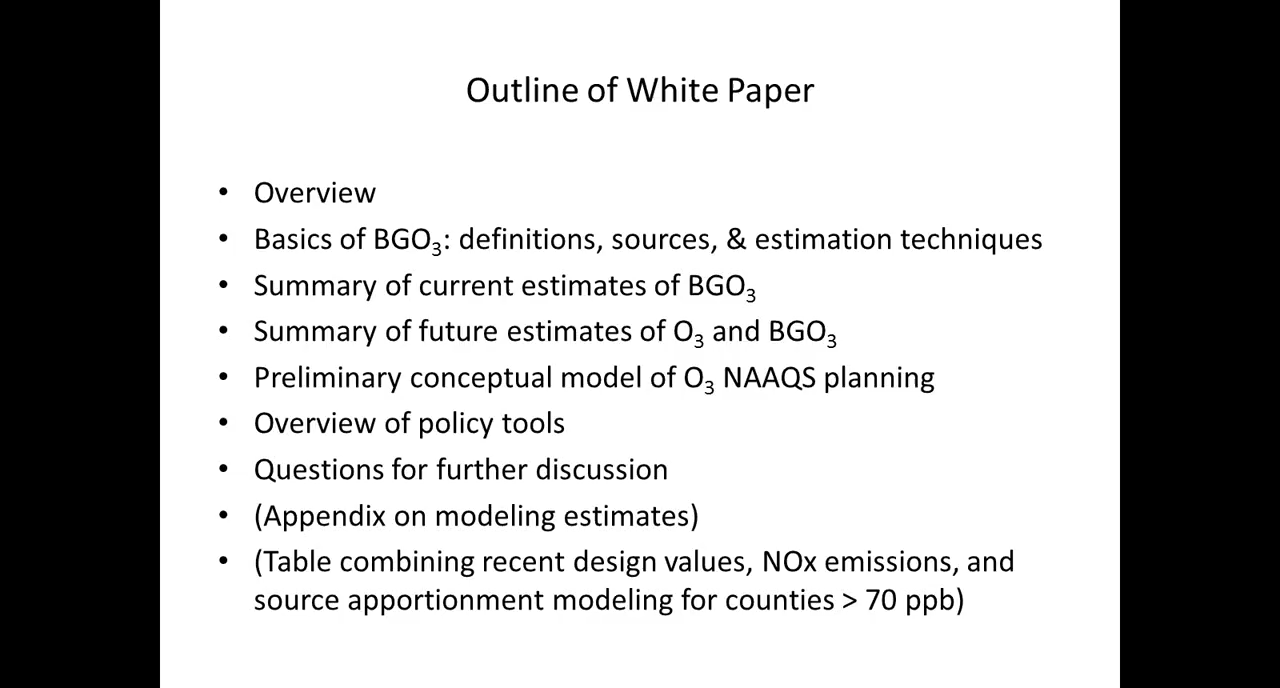 Outline of White Paper
• Overview
• Basics of BGO₃: definitions, sources, & estimation techniques
• Summary of current estimates of BGO₃
• Summary of future estimates of O₃ and BGO₃
• Preliminary conceptual model of O₃ NAAQS planning
• Overview of policy tools
• Questions for further discussion
• (Appendix on modeling estimates)
• (Table combining recent design values, NOx emissions, and
source apportionment modeling for counties > 70 ppb)